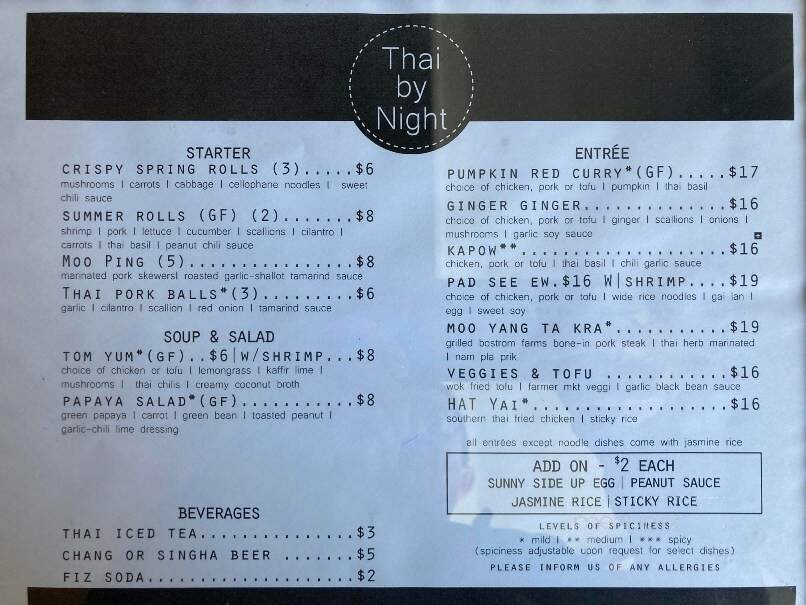 Thai
by
Night
STARTER
CRISPY SPRING ROLLS (3).....$6
mushrooms | carrots | cabbage | cellophane noodles | sweet
chili sauce
SUMMER ROLLS (GF) (2).......$8
shrimp | pork | lettuce | cucumber | scallions | cilantro |
carrots | thai basil | peanut chili sauce
MOO PING (5)................$8
marinated pork skewers| roasted garlic-shallot tamarind sauce
THAI PORK BALLS*(3).........$6
garlic | cilantro | scallion | red onion | tamarind sauce
SOUP & SALAD
TOM YUM*(GF)..$6|W/SHRIMP...$8
choice of chicken or tofu | lemongrass | kaffir lime |
mushrooms | thai chilis | creamy coconut broth
PAPAYA SALAD*(GF)...........$8
green papaya | carrot | green bean | toasted peanut |
garlic-chili lime dressing
BEVERAGES
THAI ICED TEA...............$3
CHANG OR SINGHA BEER .......$5
FIZ SODA....................$2
ENTRÉE
PUMPKIN RED CURRY*(GF).....$17
choice of chicken, pork or tofu | pumpkin | thai basil
GINGER GINGER..............$16
choice of chicken, pork or tofu | ginger | scallions | onions |
mushrooms | garlic soy sauce
KAPOW**....................$16
chicken, pork or tofu | thai basil | chili garlic sauce
PAD SEE EW.$16 W|SHRIMP....$19
choice of chicken, pork or tofu | wide rice noodles | gai lan |
egg | sweet soy
MOO YANG TA KRA*...........$19
grilled bostrom farms bone-in pork steak | thai herb marinated
| nam pla prik
VEGGIES & TOFU ............$16
wok fried tofu | farmer mkt veggi | garlic black bean sauce
HAT YAI*...................$16
southern thai fried chicken | sticky rice
all entrées except noodle dishes come with jasmine rice
ADD ON - $2 EACH
SUNNY SIDE UP EGG | PEANUT SAUCE
JASMINE RICE | STICKY RICE
LEVELS OF SPICINESS
* mild | ** medium | *** spicy
(spiciness adjustable upon request for select dishes)
PLEASE INFORM US OF ANY ALLERGIES